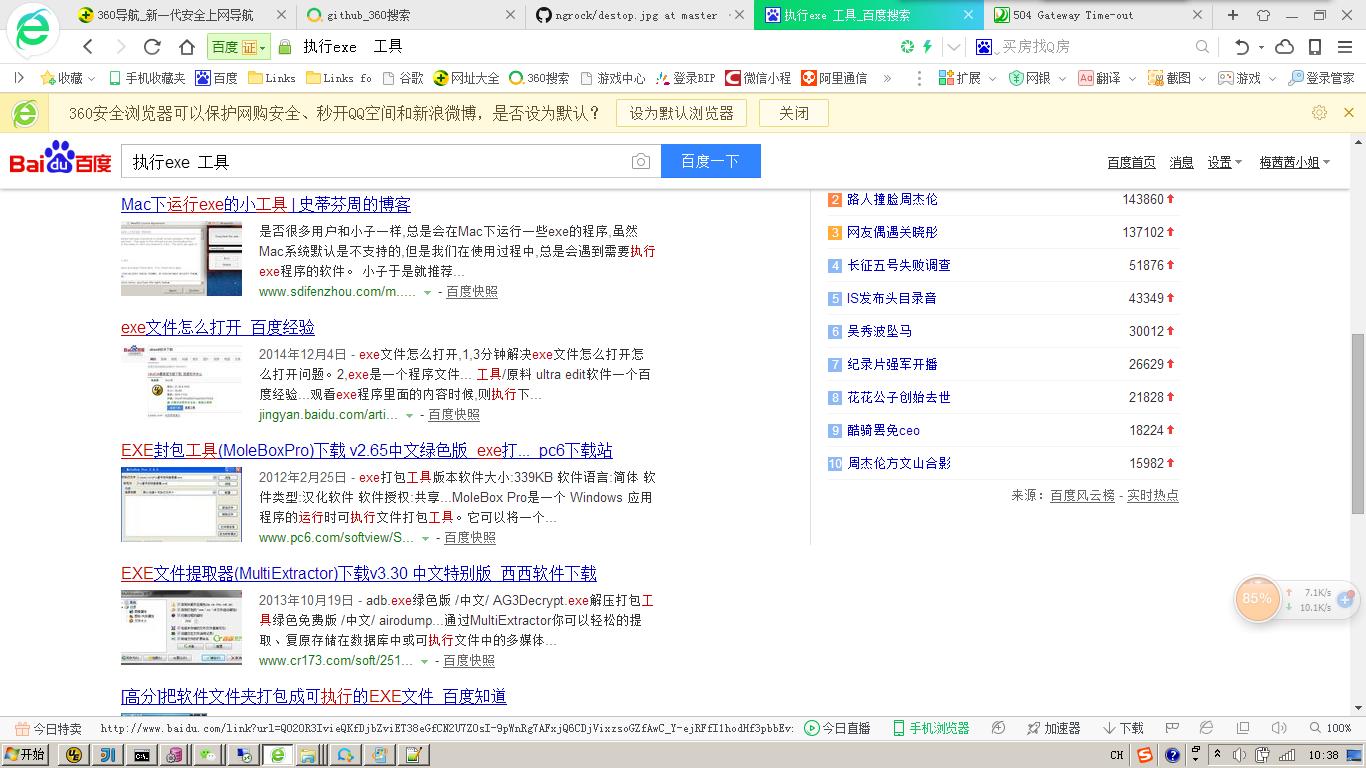 360导航_新一代安全上网导航
github_360搜索
ngrock/destop.jpg at master
执行exe 工具_百度搜索
504 Gateway Time-out
百度 证
执行exe 工具
买房找Q房
收藏
手机收藏夹
百度
Links
Links fo
谷歌
网址大全
360搜索
游戏中心
登录BIP
微信小程
阿里通信
»
扩展
网银
翻译
截图
游戏
登录管家
360安全浏览器可以保护网购安全、秒开QQ空间和新浪微博，是否设为默认？
设为默认浏览器
关闭
Bai du 百度
执行exe 工具
百度一下
百度首页
消息
设置
梅茜茜小姐
Mac下运行exe的小工具 | 史蒂芬周的博客
是否很多用户和小子一样,总是会在Mac下运行一些exe的程序,虽然
Mac系统默认是不支持的,但是我们在使用过程中,总是会遇到需要执行
exe程序的软件。小子于是就推荐...
www.sdifenzhou.com/m...... - 百度快照
exe文件怎么打开_百度经验
2014年12月4日 - exe文件怎么打开,1,3分钟解决exe文件怎么打开怎
么打开问题。2,exe是一个程序文件... 工具/原料 ultra edit软件一个百
度经验...观看exe程序里面的内容时候,则执行下...
jingyan.baidu.com/arti... - 百度快照
EXE封包工具(MoleBoxPro)下载 v2.65中文绿色版_exe打..._pc6下载站
2012年2月25日 - exe打包工具版本软件大小:339KB 软件语言:简体 软
件类型:汉化软件 软件授权:共享...MoleBox Pro是一个 Windows 应用
程序的运行时可执行文件打包工具。它可以将一个...
www.pc6.com/softview/S... - 百度快照
EXE文件提取器(MultiExtractor)下载v3.30 中文特别版_西西软件下载
2013年10月19日 - adb.exe绿色版 /中文/ AG3Decrypt.exe解压打包工
具绿色免费版 /中文/ airodump...通过MultiExtractor你可以轻松的提
取、复原存储在数据库中或可执行文件中的多媒体...
www.cr173.com/soft/251... - 百度快照
[高分]把软件文件夹打包成可执行的EXE文件_百度知道
2 路人撞脸周杰伦 143860
3 网友偶遇关晓彤 137102
4 长征五号失败调查 51876
5 IS发布头目录音 43349
6 吴秀波坠马 30012
7 纪录片强军开播 26629
8 花花公子创始去世 21828
9 酷骑罢免ceo 18224
10 周杰伦方文山合影 15982
来源：百度风云榜 - 实时热点
85%
7.1K/s
10.1K/s
今日特卖
今日直播
手机浏览器
加速器
下载
100%
开始
CH
10:38